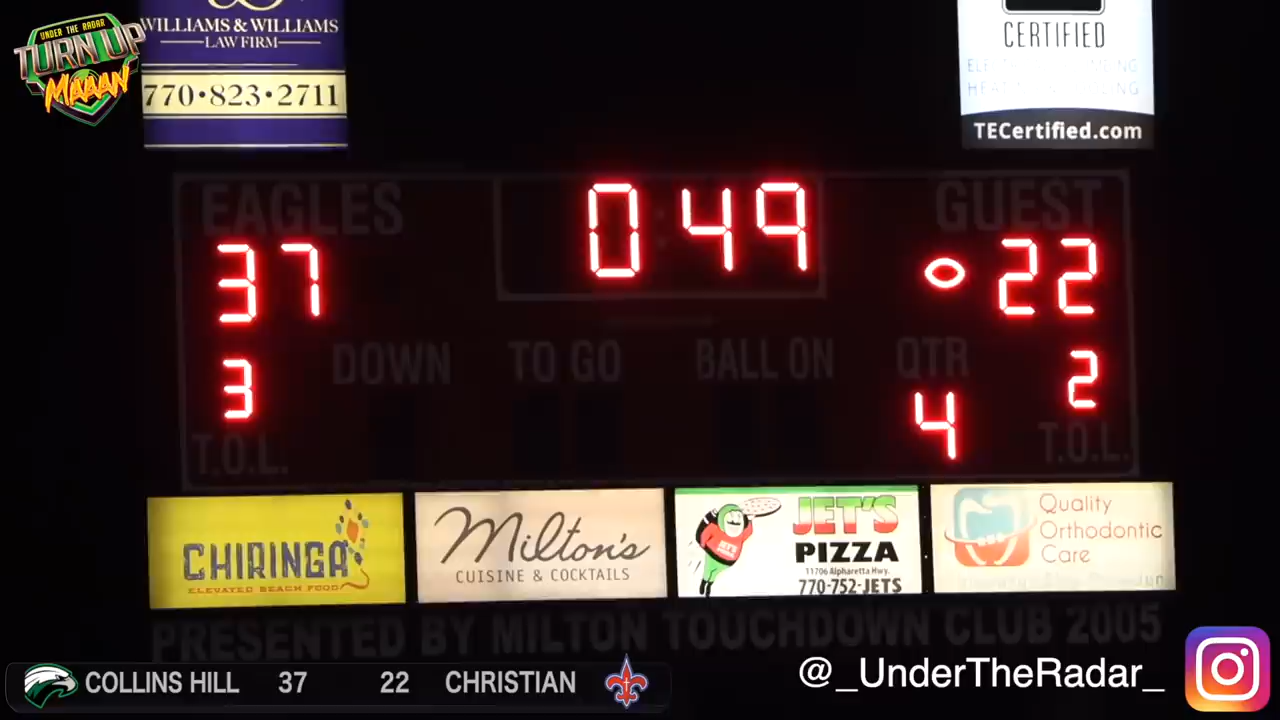 UNDER THE RADAR
TURN UP
MAAAN
WILLIAMS & WILLIAMS
LAW FIRM
770•823•2711
CERTIFIED
TECertified.com
EAGLES
0:49
GUEST
37
22
DOWN
TO GO
BALL ON
QTR
3
4
2
T.O.L.
T.O.L.
CHIRINGA
ELEVATED BEACH FOOD
Milton's
CUISINE & COCKTAILS
JET'S
PIZZA
11706 Alpharetta Hwy.
770-752-JETS
Quality
Orthodontic
Care
PRESENTED BY MILTON TOUCHDOWN CLUB 2005
COLLINS HILL 37 22 CHRISTIAN
@_UnderTheRadar_